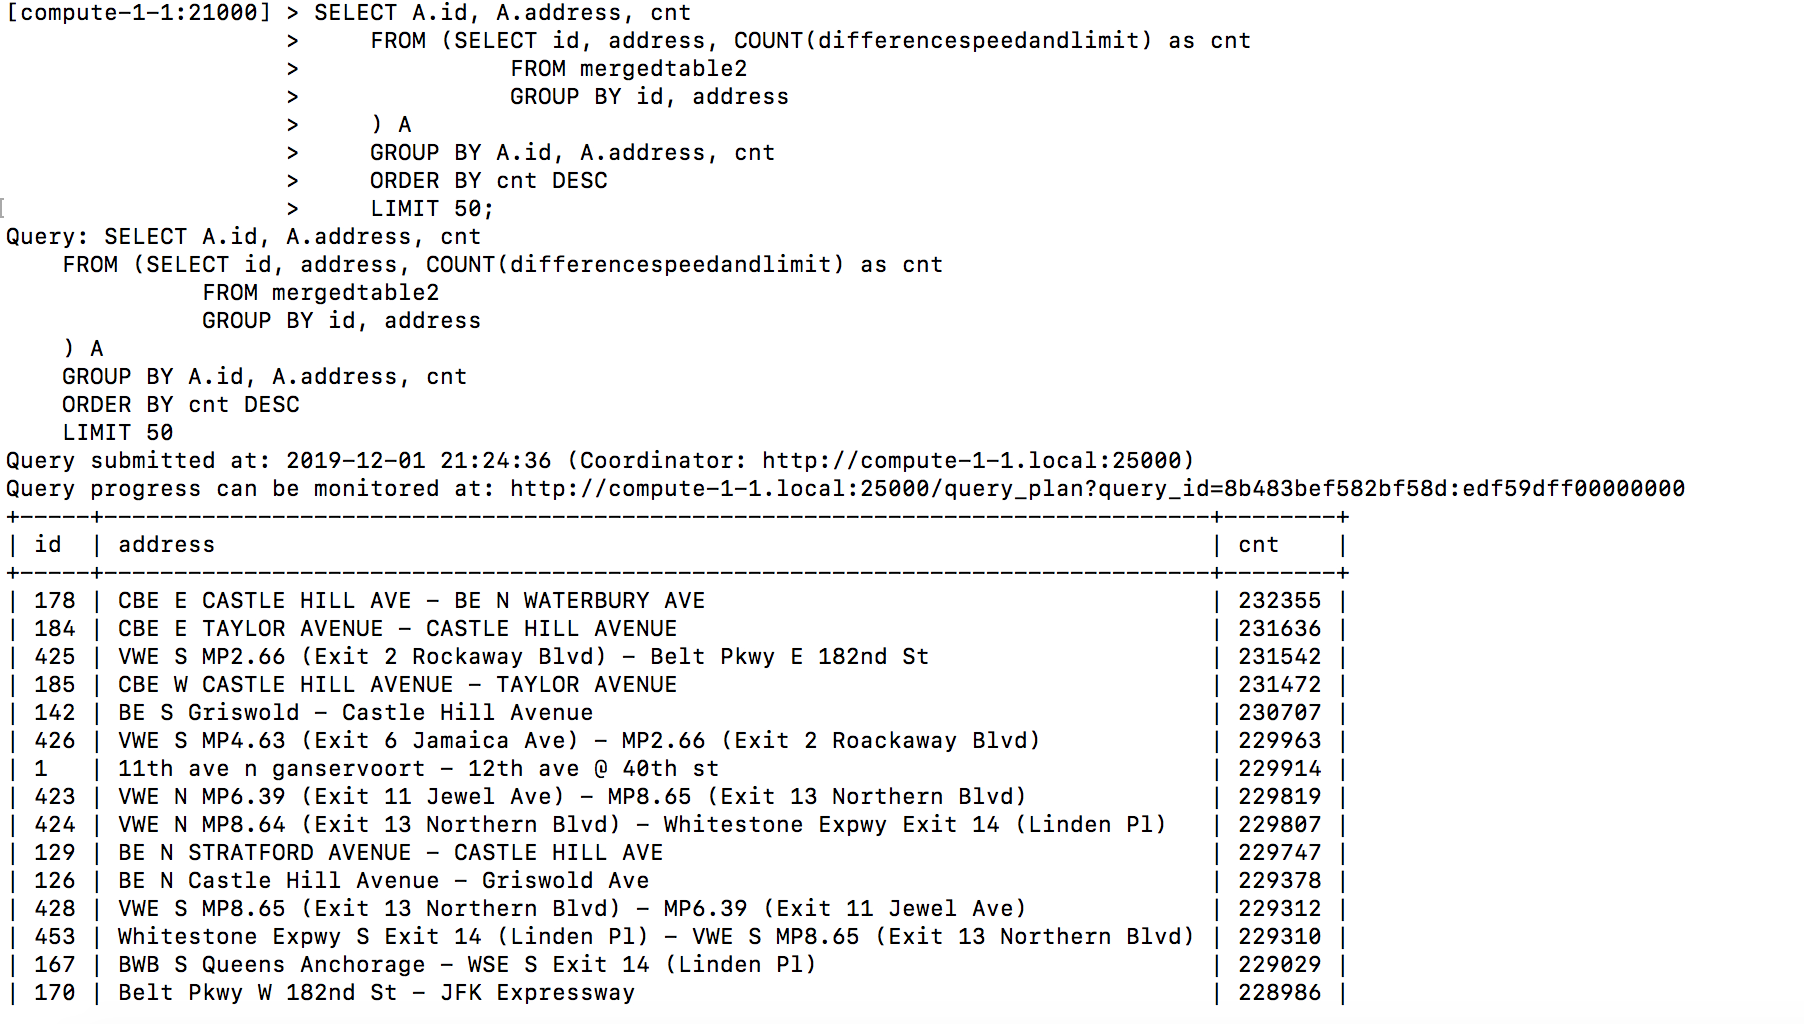 [compute-1-1:21000] > SELECT A.id, A.address, cnt
                    >     FROM (SELECT id, address, COUNT(differencespeedandlimit) as cnt
                    >               FROM mergedtable2
                    >               GROUP BY id, address
                    >     ) A
                    >     GROUP BY A.id, A.address, cnt
                    >     ORDER BY cnt DESC
                    >     LIMIT 50;
Query: SELECT A.id, A.address, cnt
    FROM (SELECT id, address, COUNT(differencespeedandlimit) as cnt
              FROM mergedtable2
              GROUP BY id, address
    ) A
    GROUP BY A.id, A.address, cnt
    ORDER BY cnt DESC
    LIMIT 50
Query submitted at: 2019-12-01 21:24:36 (Coordinator: http://compute-1-1.local:25000)
Query progress can be monitored at: http://compute-1-1.local:25000/query_plan?query_id=8b483bef582bf58d:edf59dff00000000
+-----+-------------------------------------------------------------------------------+--------+
| id  | address                                                                       | cnt    |
+-----+-------------------------------------------------------------------------------+--------+
| 178 | CBE E CASTLE HILL AVE - BE N WATERBURY AVE                                    | 232355 |
| 184 | CBE E TAYLOR AVENUE - CASTLE HILL AVENUE                                      | 231636 |
| 425 | VWE S MP2.66 (Exit 2 Rockaway Blvd) - Belt Pkwy E 182nd St                    | 231542 |
| 185 | CBE W CASTLE HILL AVENUE - TAYLOR AVENUE                                      | 231472 |
| 142 | BE S Griswold - Castle Hill Avenue                                            | 230707 |
| 426 | VWE S MP4.63 (Exit 6 Jamaica Ave) - MP2.66 (Exit 2 Roackaway Blvd)            | 229963 |
| 1   | 11th ave n ganservoort - 12th ave @ 40th st                                   | 229914 |
| 423 | VWE N MP6.39 (Exit 11 Jewel Ave) - MP8.65 (Exit 13 Northern Blvd)             | 229819 |
| 424 | VWE N MP8.64 (Exit 13 Northern Blvd) - Whitestone Expwy Exit 14 (Linden Pl)   | 229807 |
| 129 | BE N STRATFORD AVENUE - CASTLE HILL AVE                                       | 229747 |
| 126 | BE N Castle Hill Avenue - Griswold Ave                                        | 229378 |
| 428 | VWE S MP8.65 (Exit 13 Northern Blvd) - MP6.39 (Exit 11 Jewel Ave)             | 229312 |
| 453 | Whitestone Expwy S Exit 14 (Linden Pl) - VWE S MP8.65 (Exit 13 Northern Blvd) | 229310 |
| 167 | BWB S Queens Anchorage - WSE S Exit 14 (Linden Pl)                            | 229029 |
| 170 | Belt Pkwy W 182nd St - JFK Expressway                                         | 228986 |